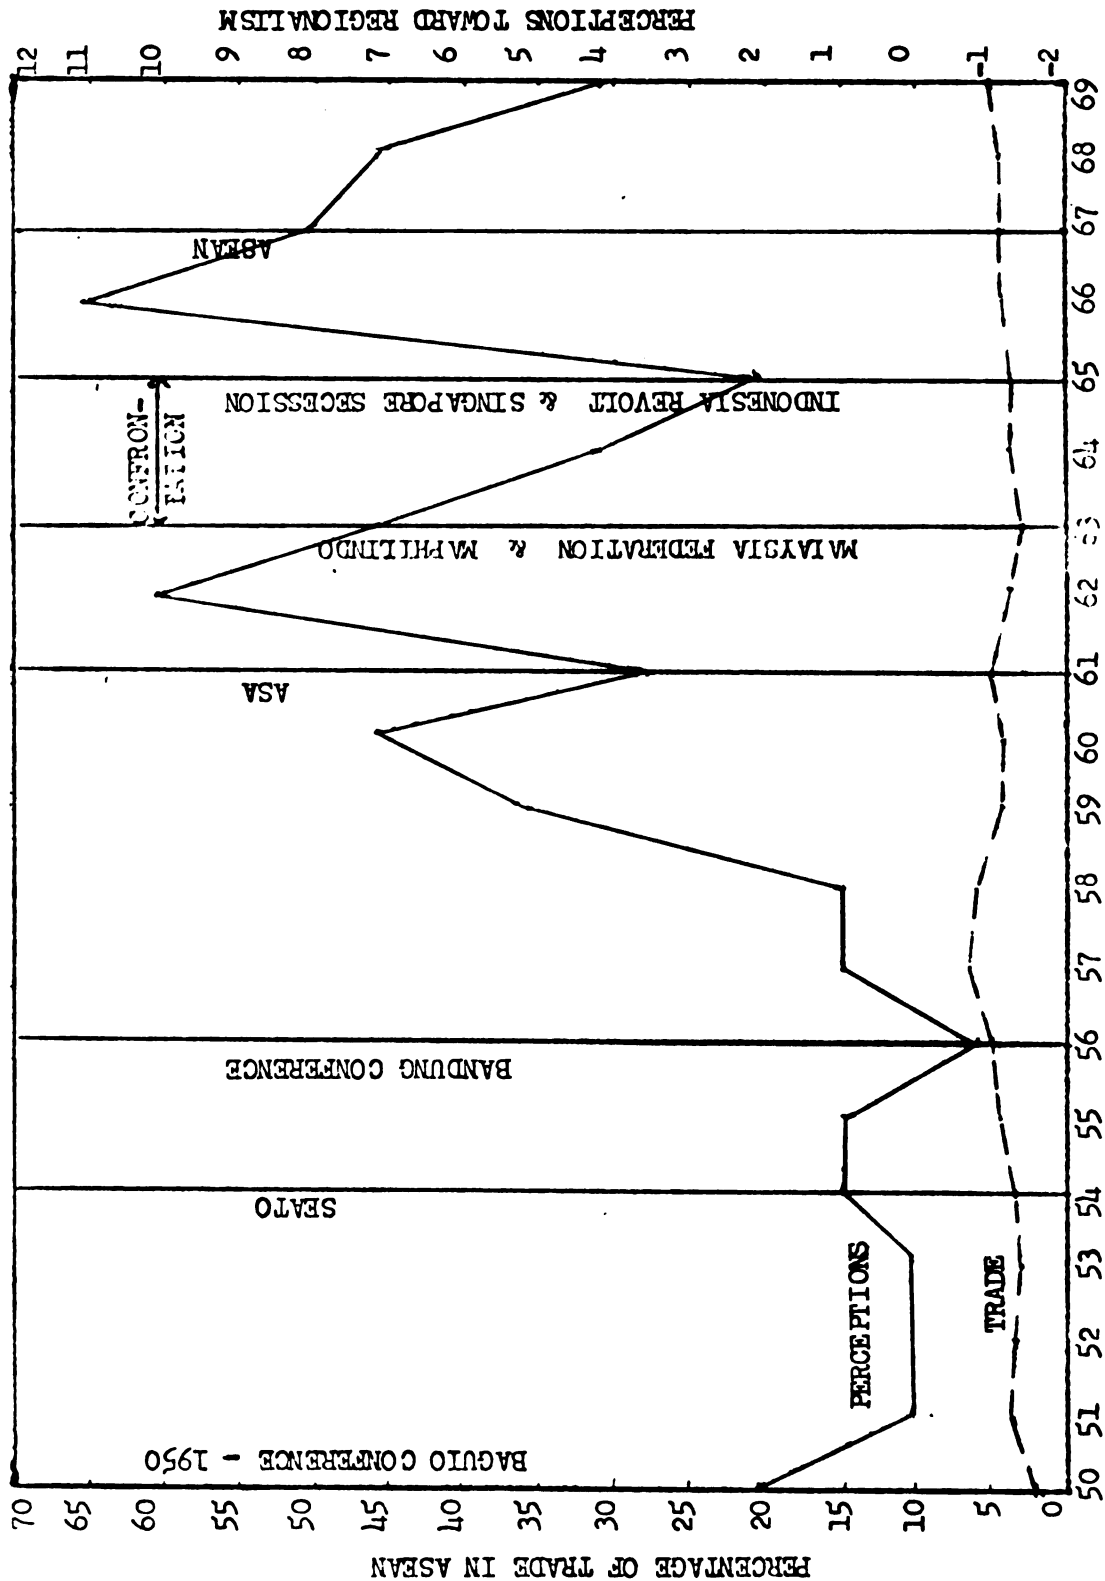 PERCEPTIONS TOWARD REGIONALISM
12 11 10 9 8 7 6 5 4 3 2 1 0 -1 -2
PERCENTAGE OF TRADE IN ASEAN
70 65 60 55 50 45 40 35 30 25 20 15 10 5 0
BAGUIO CONFERENCE - 1950
SEATO
BANDUNG CONFERENCE
ASA
MALAYSIA FEDERATION & MAPHILINDO
CONFRON-
TATION
INDONESIA REVOLT & SINGAPORE SECESSION
ASEAN
PERCEPTIONS
TRADE
50 51 52 53 54 55 56 57 58 59 60 61 62 63 64 65 66 67 68 69